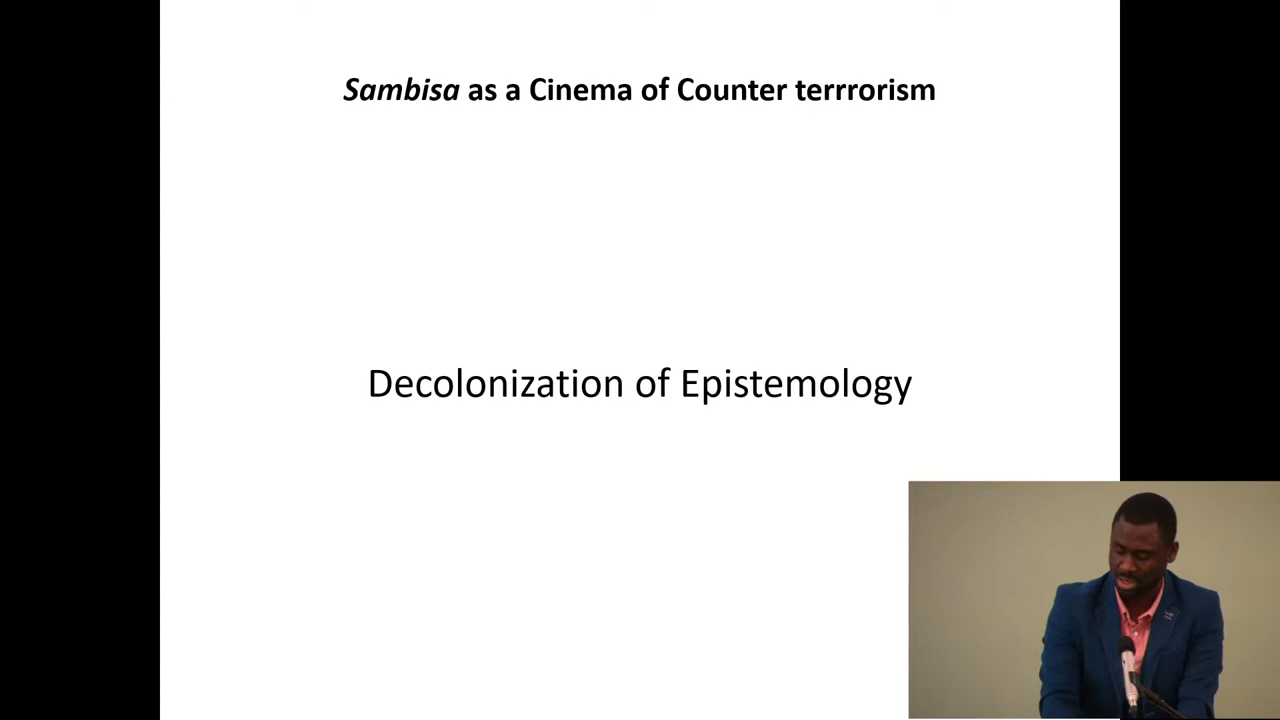 Sambisa as a Cinema of Counter terrrorism
Decolonization of Epistemology